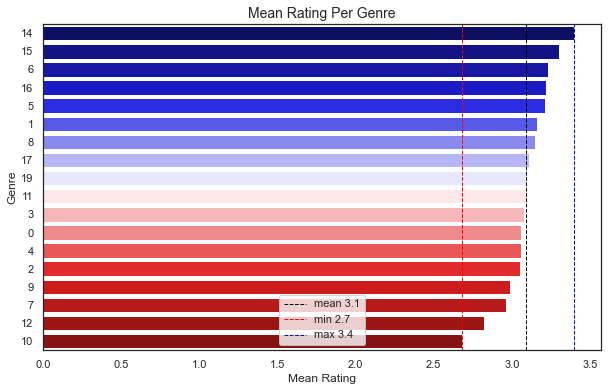 Mean Rating Per Genre
Genre
14
15
6
16
5
1
8
17
19
11
3
0
4
2
9
7
12
10
mean 3.1
min 2.7
max 3.4
0.0 0.5 1.0 1.5 2.0 2.5 3.0 3.5
Mean Rating